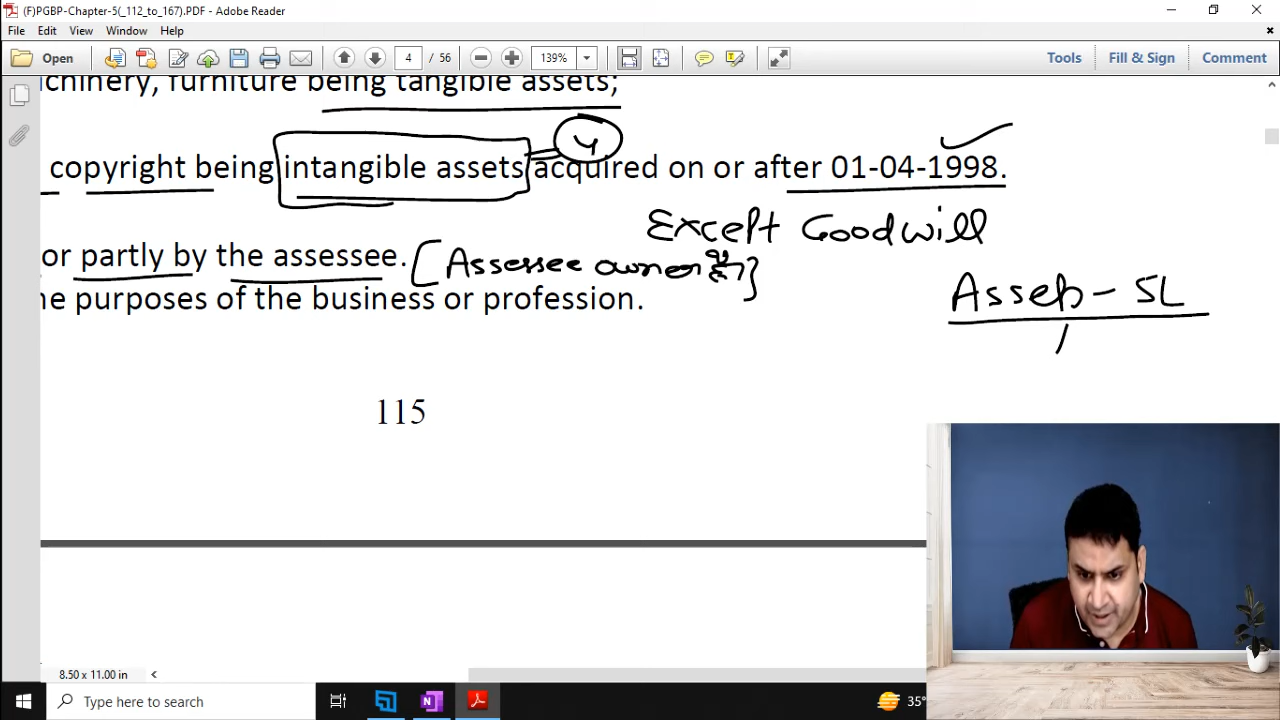 (F)PGBP-Chapter-5(_112_to_167).PDF - Adobe Reader
File Edit View Window Help
Open 4 / 56 139% Tools Fill & Sign Comment
chinery, furniture being tangible assets;
4
copyright being intangible assets acquired on or after 01-04-1998.
Except Goodwill
or partly by the assessee. [Assessee owner]
ne purposes of the business or profession.
Assets - 5L
115
8.50 x 11.00 in
Type here to search
35°